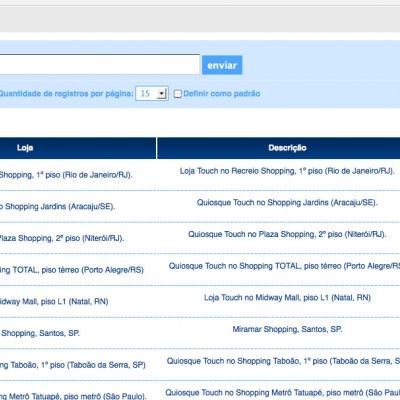 enviar
Quantidade de registros por página: 15 Definir como padrão
Loja Descrição
Shopping, 1º piso (Rio de Janeiro/RJ). Loja Touch no Recreio Shopping, 1º piso (Rio de Janeiro/RJ).
o Shopping Jardins (Aracaju/SE). Quiosque Touch no Shopping Jardins (Aracaju/SE).
laza Shopping, 2º piso (Niterói/RJ). Quiosque Touch no Plaza Shopping, 2º piso (Niterói/RJ).
ing TOTAL, piso térreo (Porto Alegre/RS) Quiosque Touch no Shopping TOTAL, piso térreo (Porto Alegre/RS
idway Mall, piso L1 (Natal, RN) Loja Touch no Midway Mall, piso L1 (Natal, RN)
Shopping, Santos, SP. Miramar Shopping, Santos, SP.
ng Taboão, 1º piso (Taboão da Serra, SP) Quiosque Touch no Shopping Taboão, 1º piso (Taboão da Serra, S
ng Metrô Tatuapé, piso metrô (São Paulo). Quiosque Touch no Shopping Metrô Tatuapé, piso metrô (São Paul